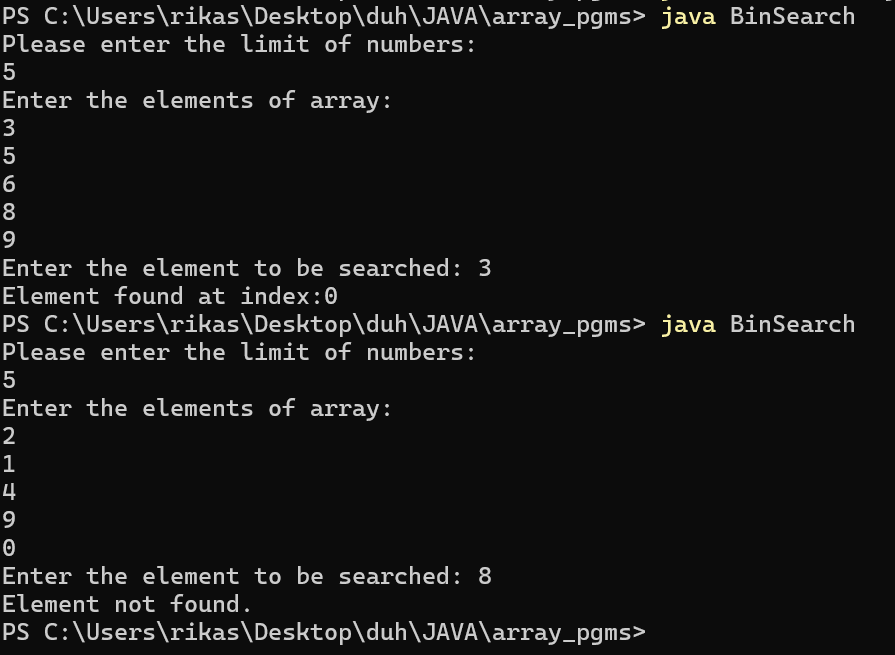 PS C:\Users\rikas\Desktop\duh\JAVA\array_pgms> java BinSearch
Please enter the limit of numbers:
5
Enter the elements of array:
3
5
6
8
9
Enter the element to be searched: 3
Element found at index:0
PS C:\Users\rikas\Desktop\duh\JAVA\array_pgms> java BinSearch
Please enter the limit of numbers:
5
Enter the elements of array:
2
1
4
9
0
Enter the element to be searched: 8
Element not found.
PS C:\Users\rikas\Desktop\duh\JAVA\array_pgms>